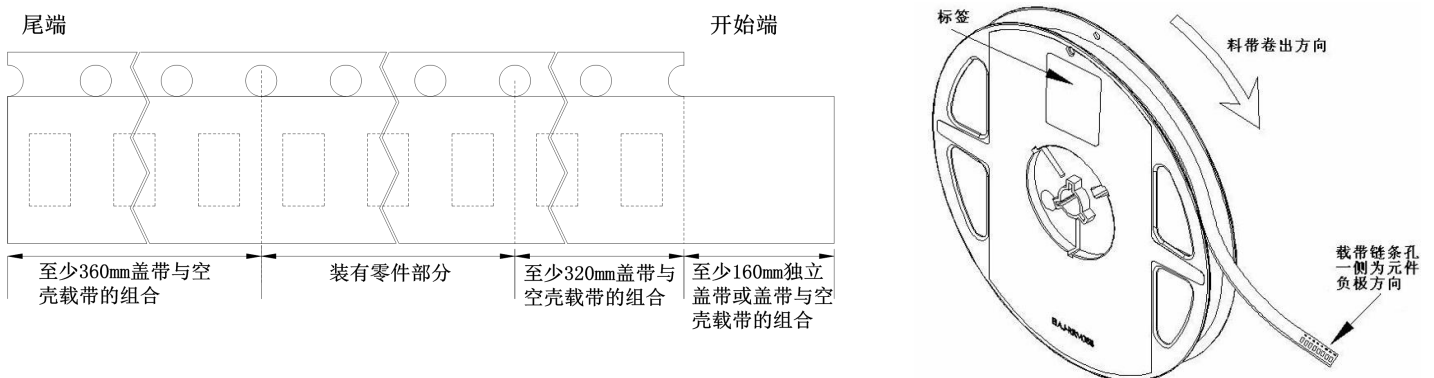 尾端
开始端
至少360mm盖带与空
壳载带的组合
装有零件部分
至少320mm盖带与
空壳载带的组合
至少160mm独立
盖带或盖带与空
壳载带的组合
标签
料带卷出方向
载带链条孔
一侧为元件
负极方向